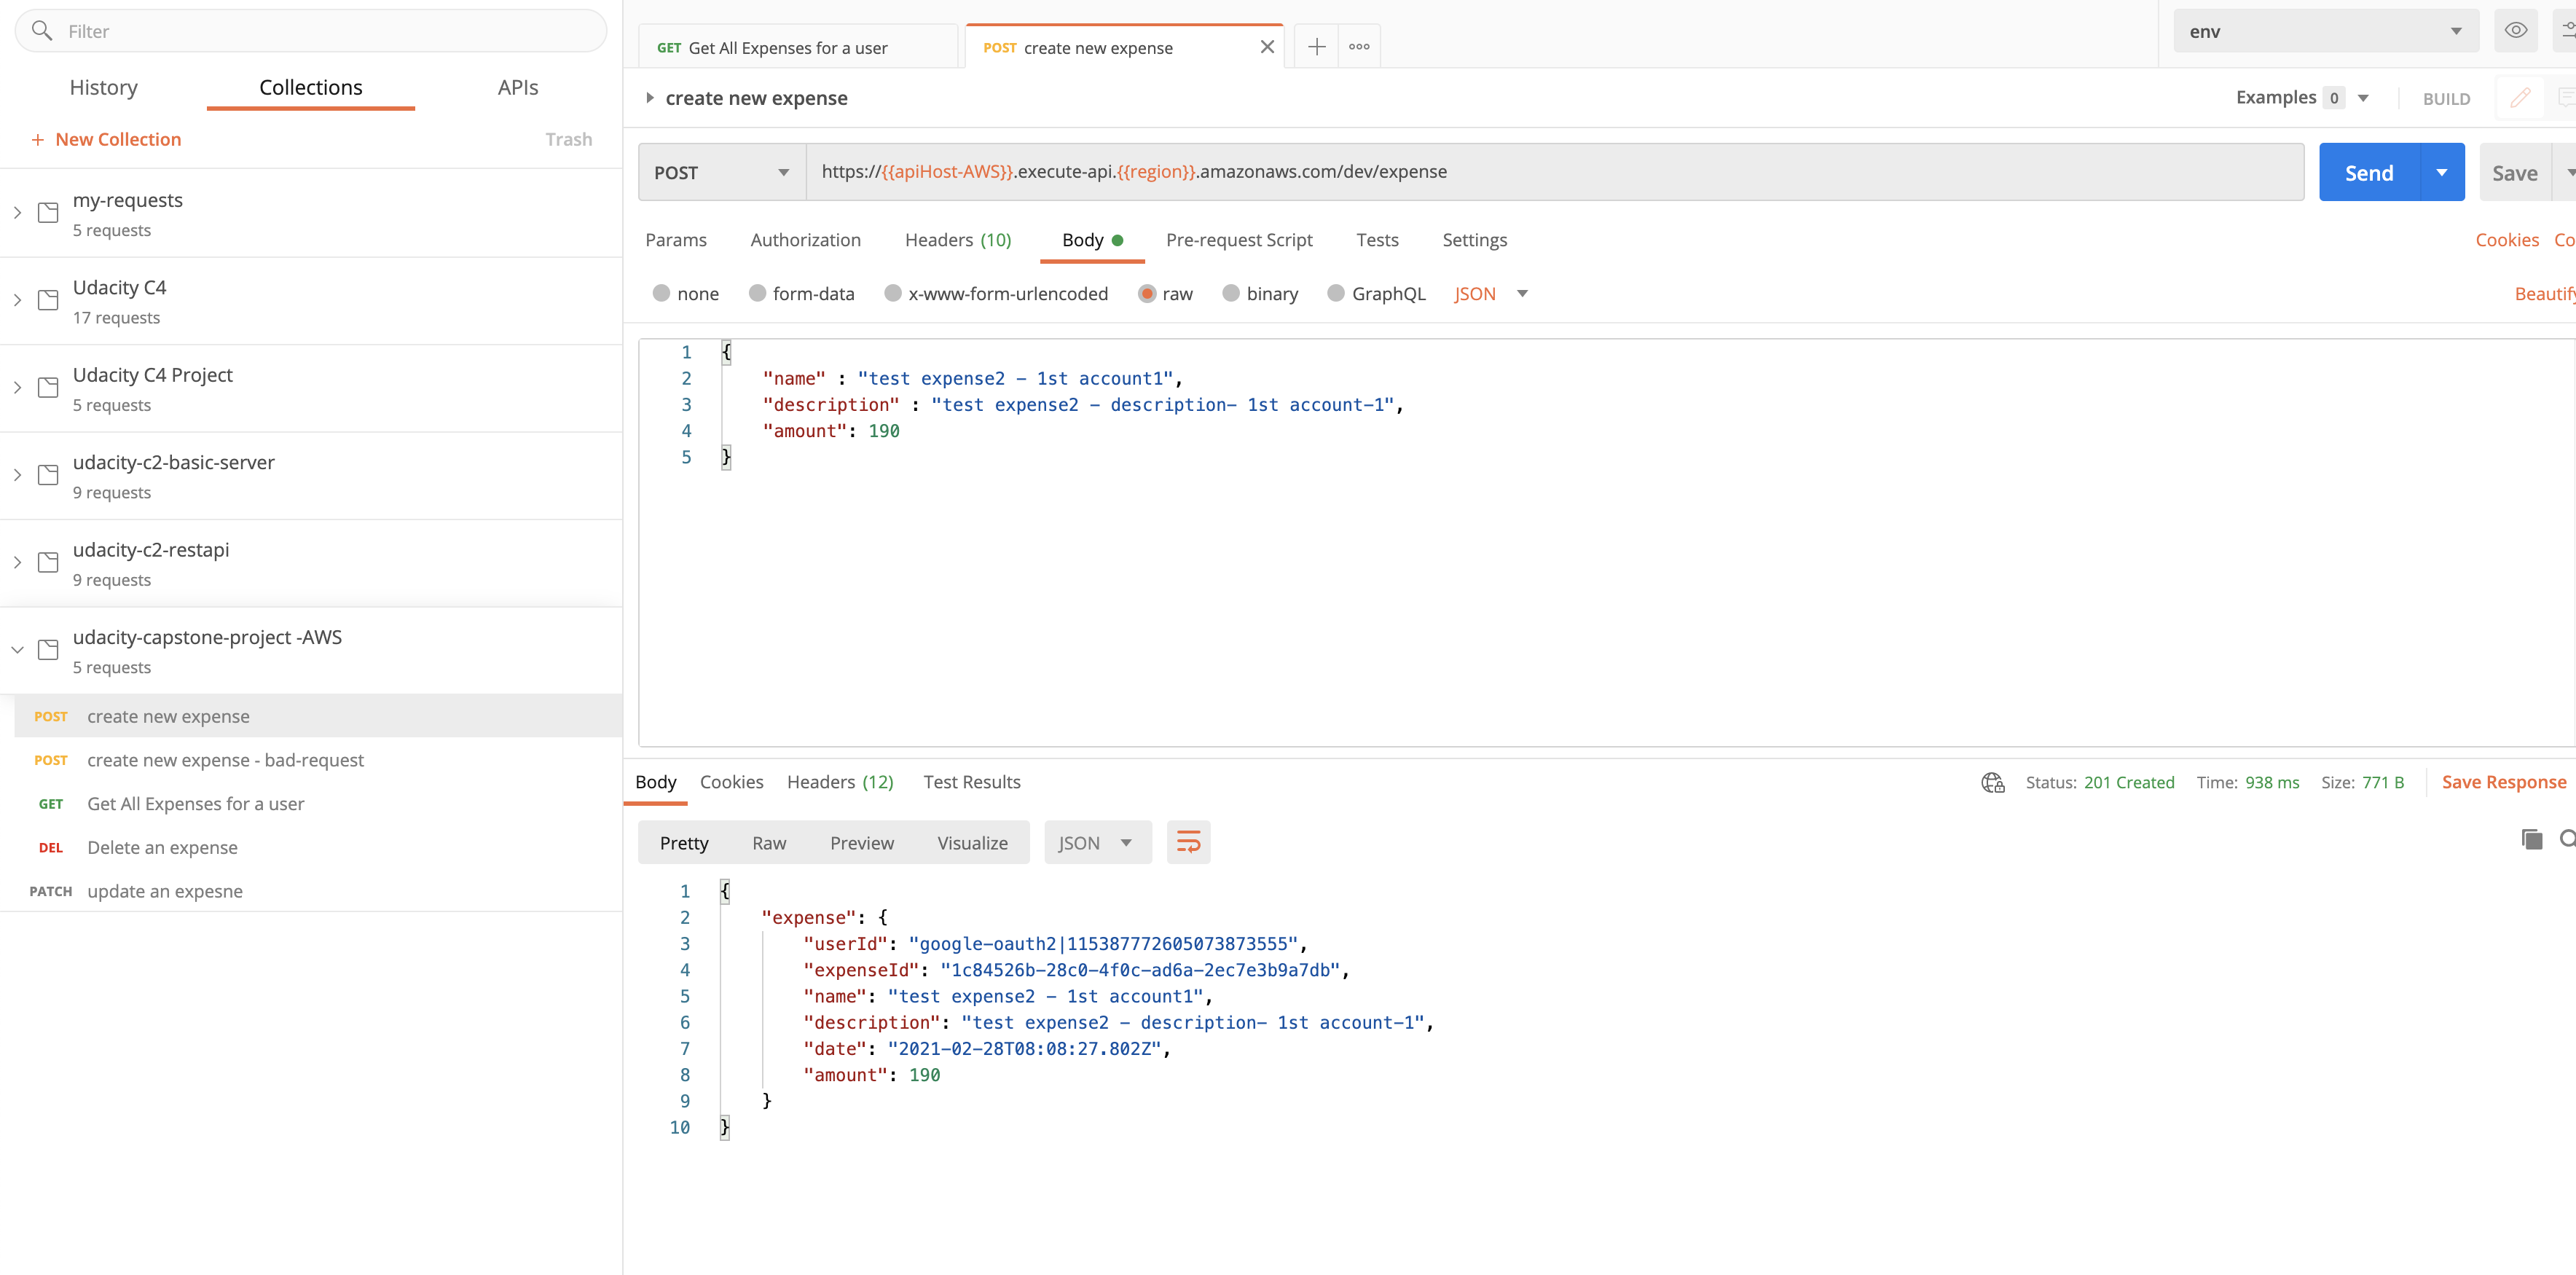 Filter
History Collections APIs
+ New Collection Trash
my-requests
5 requests
Udacity C4
17 requests
Udacity C4 Project
5 requests
udacity-c2-basic-server
9 requests
udacity-c2-restapi
9 requests
udacity-capstone-project -AWS
5 requests
POST create new expense
POST create new expense - bad-request
GET Get All Expenses for a user
DEL Delete an expense
PATCH update an expesne
GET Get All Expenses for a user POST create new expense
env
create new expense
Examples 0 BUILD
POST https://{{apiHost-AWS}}.execute-api.{{region}}.amazonaws.com/dev/expense Send Save
Params Authorization Headers (10) Body Pre-request Script Tests Settings Cookies Co
none form-data x-www-form-urlencoded raw binary GraphQL JSON Beautify
1 {
2 "name" : "test expense2 - 1st account1",
3 "description" : "test expense2 - description- 1st account-1",
4 "amount": 190
5 }
Body Cookies Headers (12) Test Results Status: 201 Created Time: 938 ms Size: 771 B Save Response
Pretty Raw Preview Visualize JSON
1 {
2 "expense": {
3 "userId": "google-oauth2|115387772605073873555",
4 "expenseId": "1c84526b-28c0-4f0c-ad6a-2ec7e3b9a7db",
5 "name": "test expense2 - 1st account1",
6 "description": "test expense2 - description- 1st account-1",
7 "date": "2021-02-28T08:08:27.802Z",
8 "amount": 190
9 }
10 }